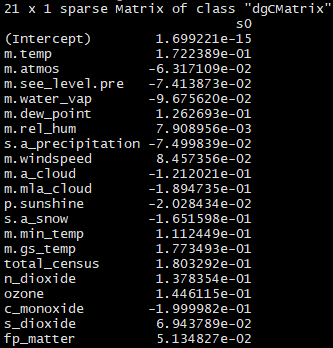 21 x 1 sparse Matrix of class "dgCMatrix"
s0
(Intercept) 1.699221e-15
m.temp 1.722389e-01
m.atmos -6.317109e-02
m.see_level.pre -7.413873e-02
m.water_vap -9.675620e-02
m.dew_point 1.262693e-01
m.rel_hum 7.908956e-03
s.a_precipitation -7.499839e-02
m.windspeed 8.457356e-02
m.a_cloud -1.212021e-01
m.mla_cloud -1.894735e-01
p.sunshine -2.028434e-02
s.a_snow -1.651598e-01
m.min_temp 1.112449e-01
m.gs_temp 1.773493e-01
total_census 1.803292e-01
n_dioxide 1.378354e-01
ozone 1.446115e-01
c_monoxide -1.999982e-01
s_dioxide 6.943789e-02
fp_matter 5.134827e-02